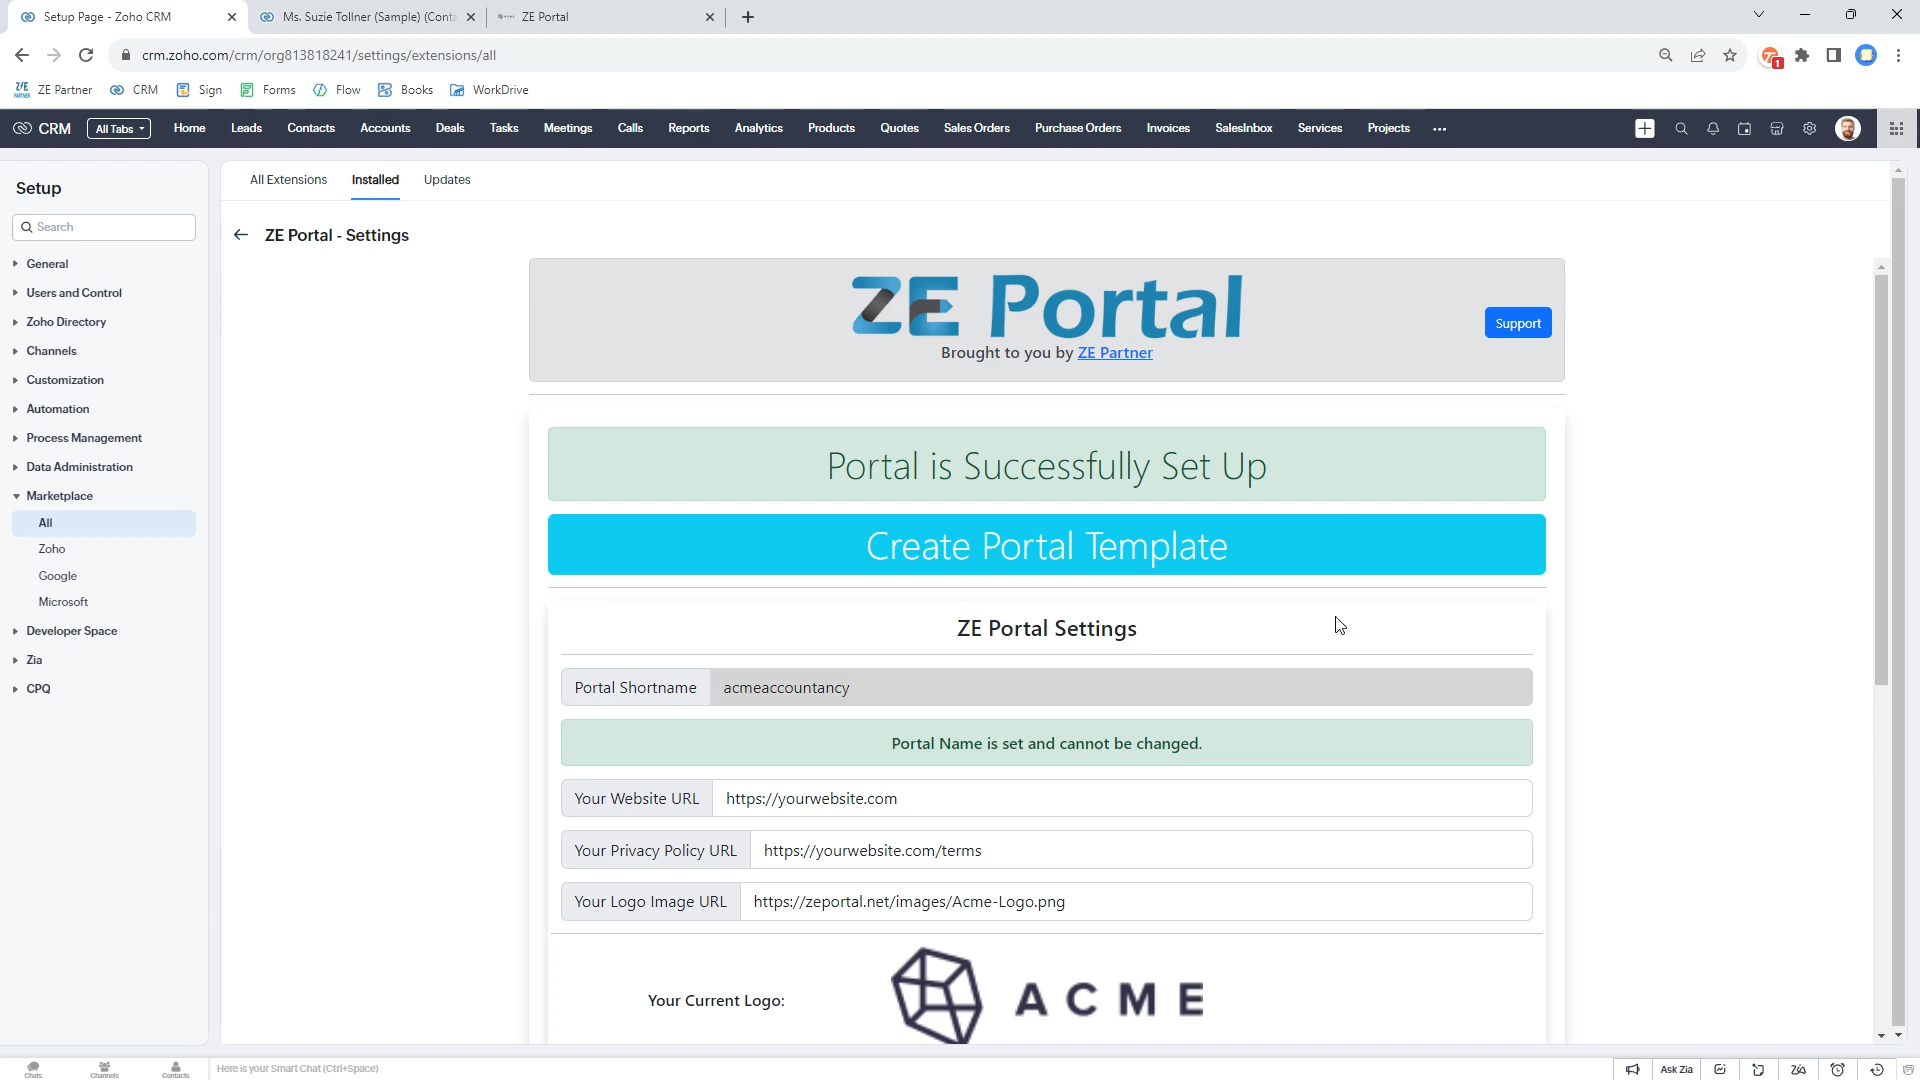 Setup Page - Zoho CRM
Ms. Suzie Tollner (Sample) (Conta
ZE Portal
crm.zoho.com/crm/org813818241/settings/extensions/all
1
ZE Partner
CRM
Sign
Forms
Flow
Books
WorkDrive
CRM
All Tabs
Home
Leads
Contacts
Accounts
Deals
Tasks
Meetings
Calls
Reports
Analytics
Products
Quotes
Sales Orders
Purchase Orders
Invoices
SalesInbox
Services
Projects
Setup
Search
General
Users and Control
Zoho Directory
Channels
Customization
Automation
Process Management
Data Administration
Marketplace
All
Zoho
Google
Microsoft
Developer Space
Zia
CPQ
All Extensions
Installed
Updates
ZE Portal - Settings
ZE Portal
Brought to you by ZE Partner
Support
Portal is Successfully Set Up
Create Portal Template
ZE Portal Settings
Portal Shortname
acmeaccountancy
Portal Name is set and cannot be changed.
Your Website URL
https://yourwebsite.com
Your Privacy Policy URL
https://yourwebsite.com/terms
Your Logo Image URL
https://zeportal.net/images/Acme-Logo.png
Your Current Logo:
ACME
Chats
Channels
Contacts
Here is your Smart Chat (Ctrl+Space)
Ask Zia